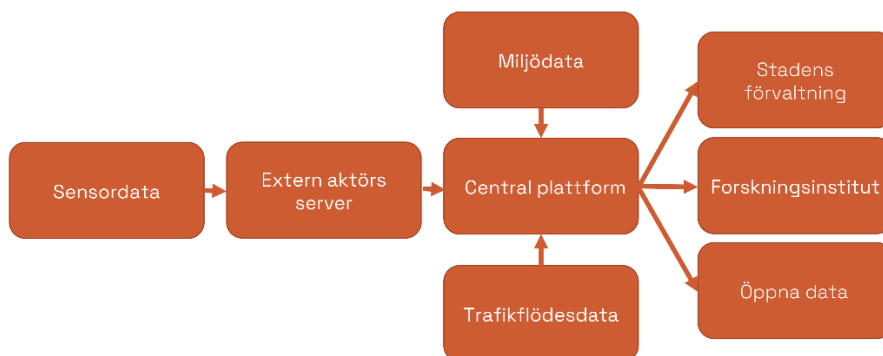 Miljödata
Stadens
förvaltning
Sensordata
Extern aktörs
server
Central plattform
Forskningsinstitut
Trafikflödesdata
Öppna data